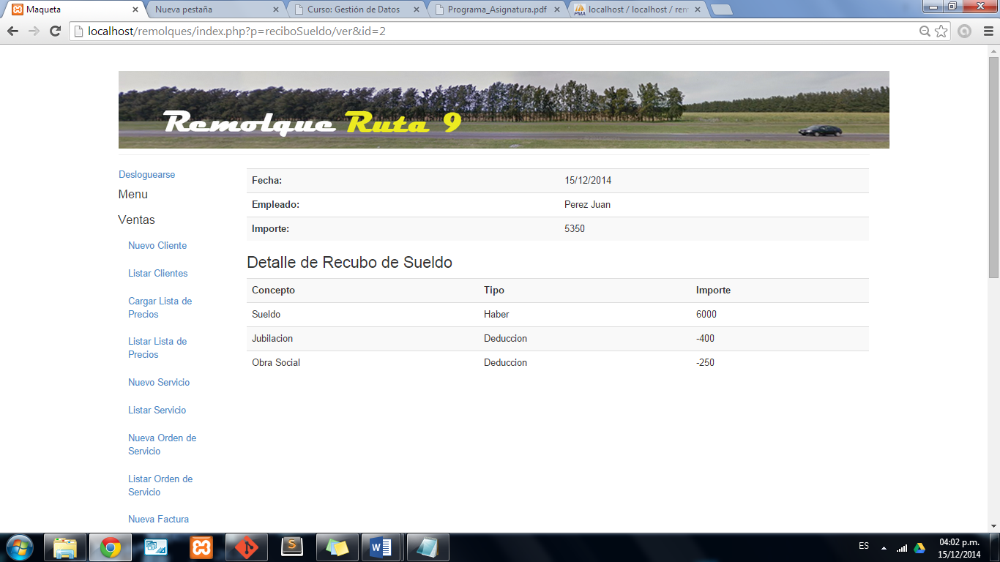 Maqueta
Nueva pestaña
Curso: Gestión de Datos
Programa_Asignatura.pdf
localhost / localhost / rem
localhost/remolques/index.php?p=reciboSueldo/ver&id=2
Remolque Ruta 9
Desloguearse
Menu
Ventas
Nuevo Cliente
Listar Clientes
Cargar Lista de
Precios
Listar Lista de
Precios
Nuevo Servicio
Listar Servicio
Nueva Orden de
Servicio
Listar Orden de
Servicio
Nueva Factura
Fecha: 15/12/2014
Empleado: Perez Juan
Importe: 5350
Detalle de Recubo de Sueldo
Concepto Tipo Importe
Sueldo Haber 6000
Jubilacion Deduccion -400
Obra Social Deduccion -250
ES
04:02 p.m.
15/12/2014